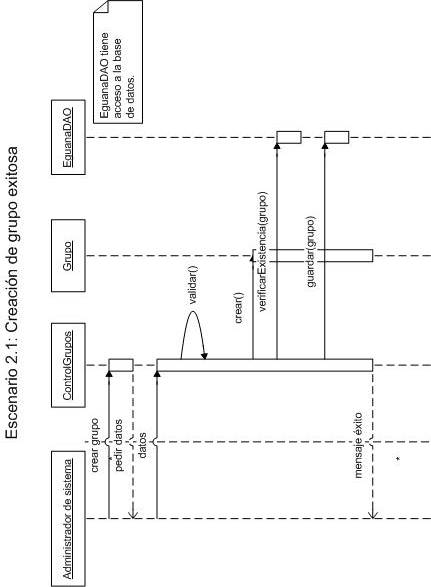 Escenario 2.1: Creación de grupo exitosa
Administrador de sistema
ControlGrupos
Grupo
EguanaDAO
EguanaDAO tiene
acceso a la base
de datos.
crear grupo
*
pedir datos
datos
validar()
crear()
verificarExistencia(grupo)
guardar(grupo)
mensaje éxito
*